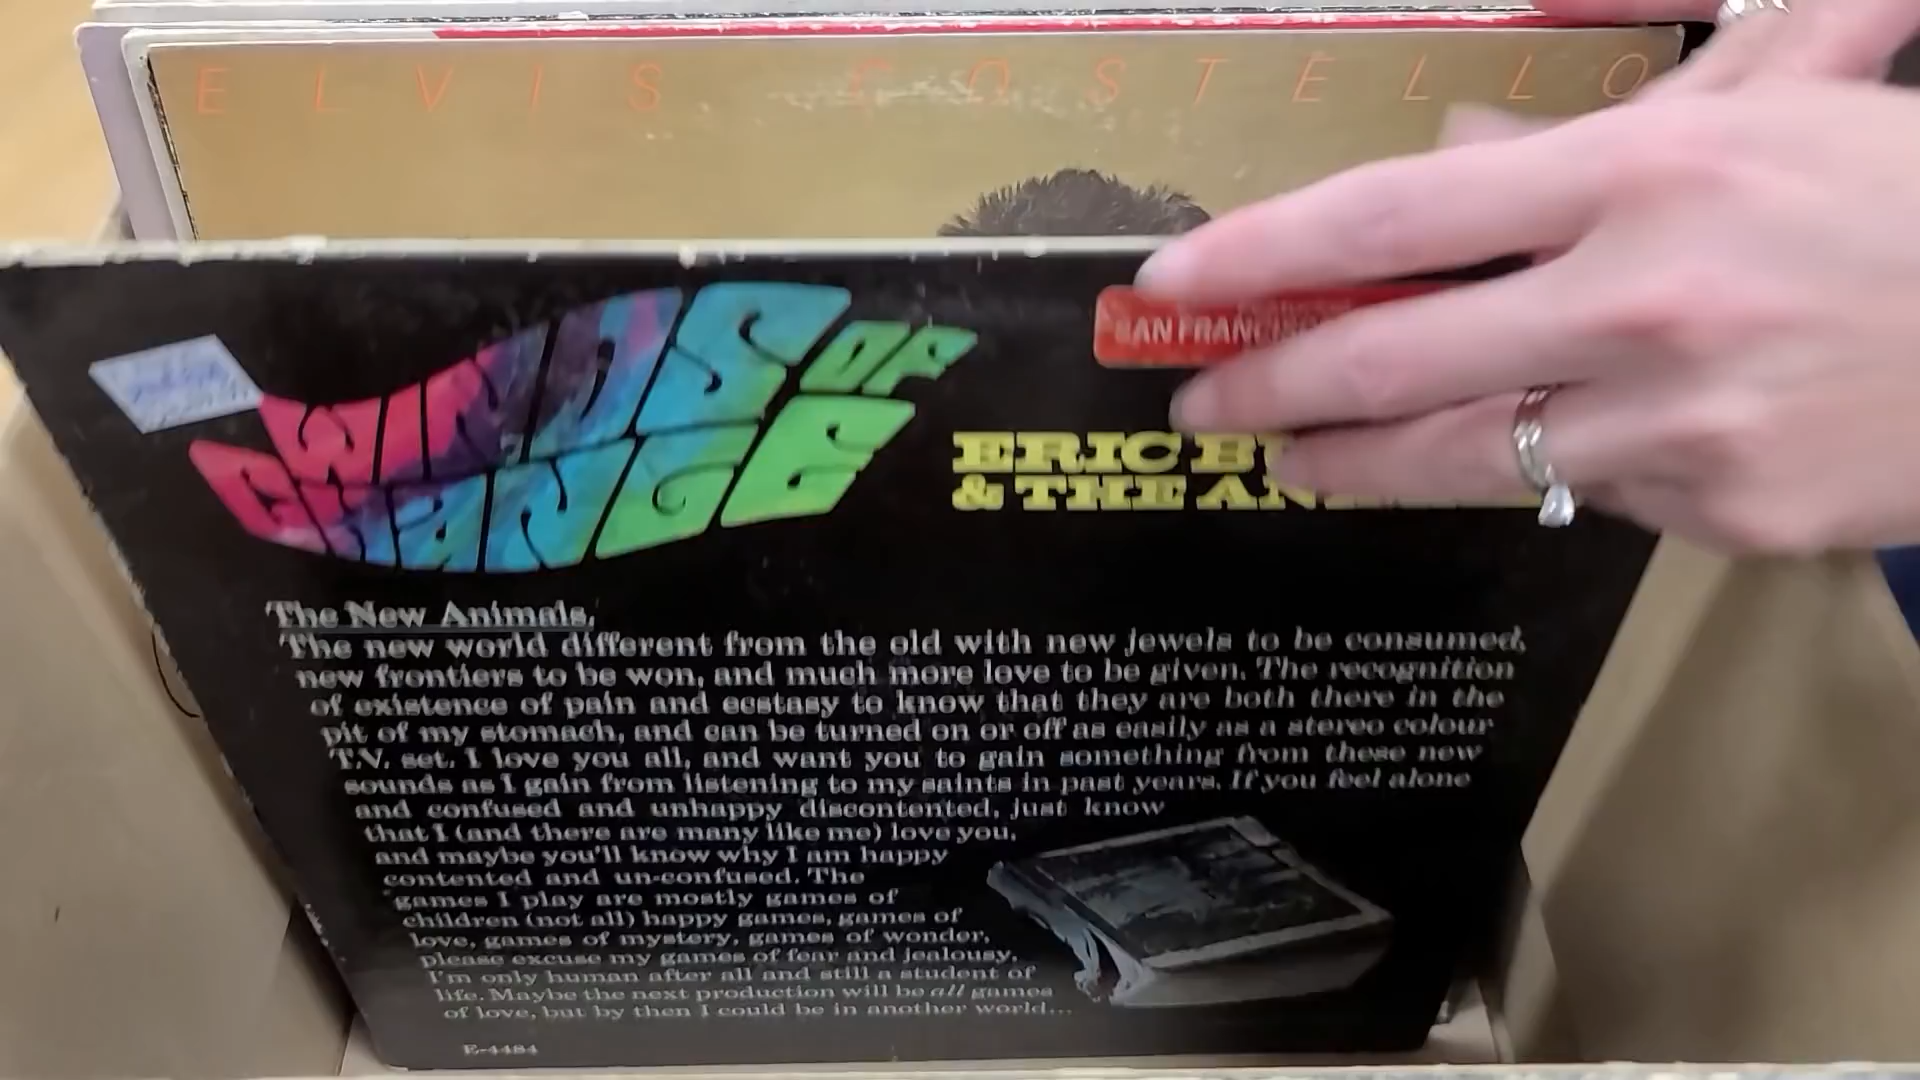 ELVIS COSTELLO
WINDS OF
CHANGE
SAN FRANCISCO
ERIC
& THE
The New Animals.
The new world different from the old with new jewels to be consumed,
new frontiers to be won, and much more love to be given. The recognition
of existence of pain and ecstasy to know that they are both there in the
pit of my stomach, and can be turned on or off as easily as a stereo colour
T.V. set. I love you all, and want you to gain something from these new
sounds as I gain from listening to my saints in past years. If you feel alone
and confused and unhappy discontented, just know
that I (and there are many like me) love you,
and maybe you'll know why I am happy
contented and un-confused. The
games I play are mostly games of
children (not all) happy games, games of
love, games of mystery, games of wonder,
please excuse my games of fear and jealousy,
I'm only human after all and still a student of
life. Maybe the next production will be all games
of love, but by then I could be in another world...
E-4484